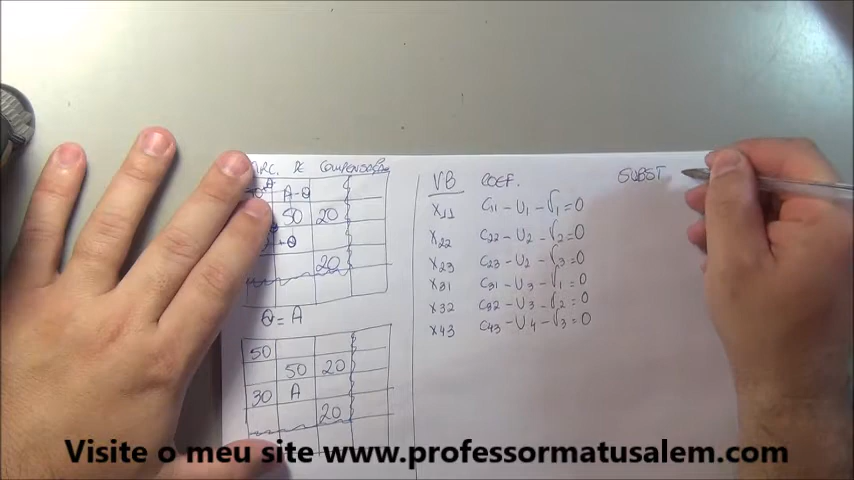 ARC. DE COMPENSAÇÃO
A-θ
50 20
+θ
20
θ = A
50
50 20
30 A
20
VB COEF. SUBST
X11 C11 - U1 - V1 = 0
X22 C22 - U2 - V2 = 0
X23 C23 - U2 - V3 = 0
X31 C31 - U3 - V1 = 0
X32 C32 - U3 - V2 = 0
X43 C43 - U4 - V3 = 0
Visite o meu site www.professormatusalem.com